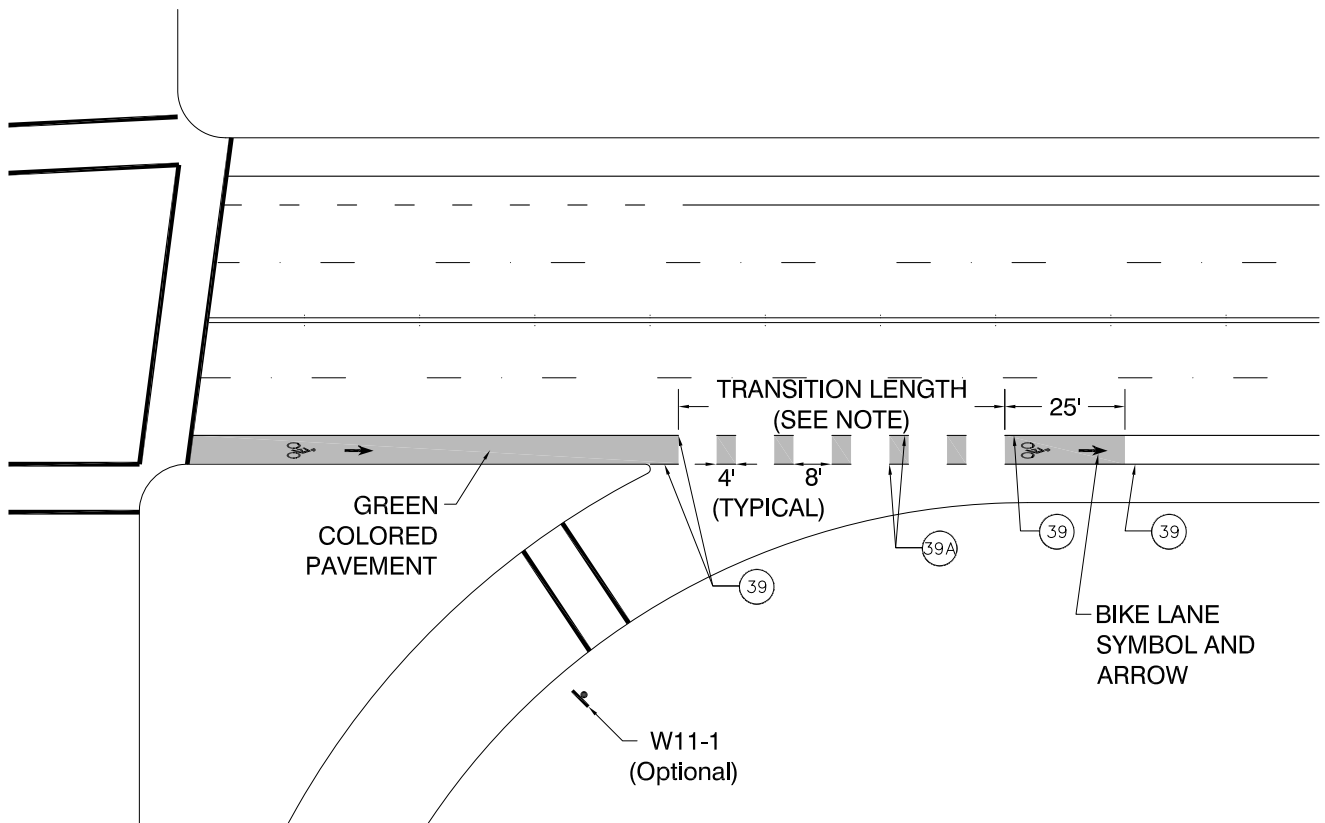 TRANSITION LENGTH
(SEE NOTE)
25'
4'
8'
(TYPICAL)
GREEN
COLORED
PAVEMENT
39
39A
39
39
BIKE LANE
SYMBOL AND
ARROW
W11-1
(Optional)